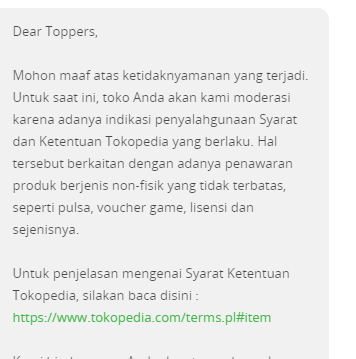 Dear Toppers,
Mohon maaf atas ketidaknyamanan yang terjadi.
Untuk saat ini, toko Anda akan kami moderasi
karena adanya indikasi penyalahgunaan Syarat
dan Ketentuan Tokopedia yang berlaku. Hal
tersebut berkaitan dengan adanya penawaran
produk berjenis non-fisik yang tidak terbatas,
seperti pulsa, voucher game, lisensi dan
sejenisnya.
Untuk penjelasan mengenai Syarat Ketentuan
Tokopedia, silakan baca disini :
https://www.tokopedia.com/terms.pl#item